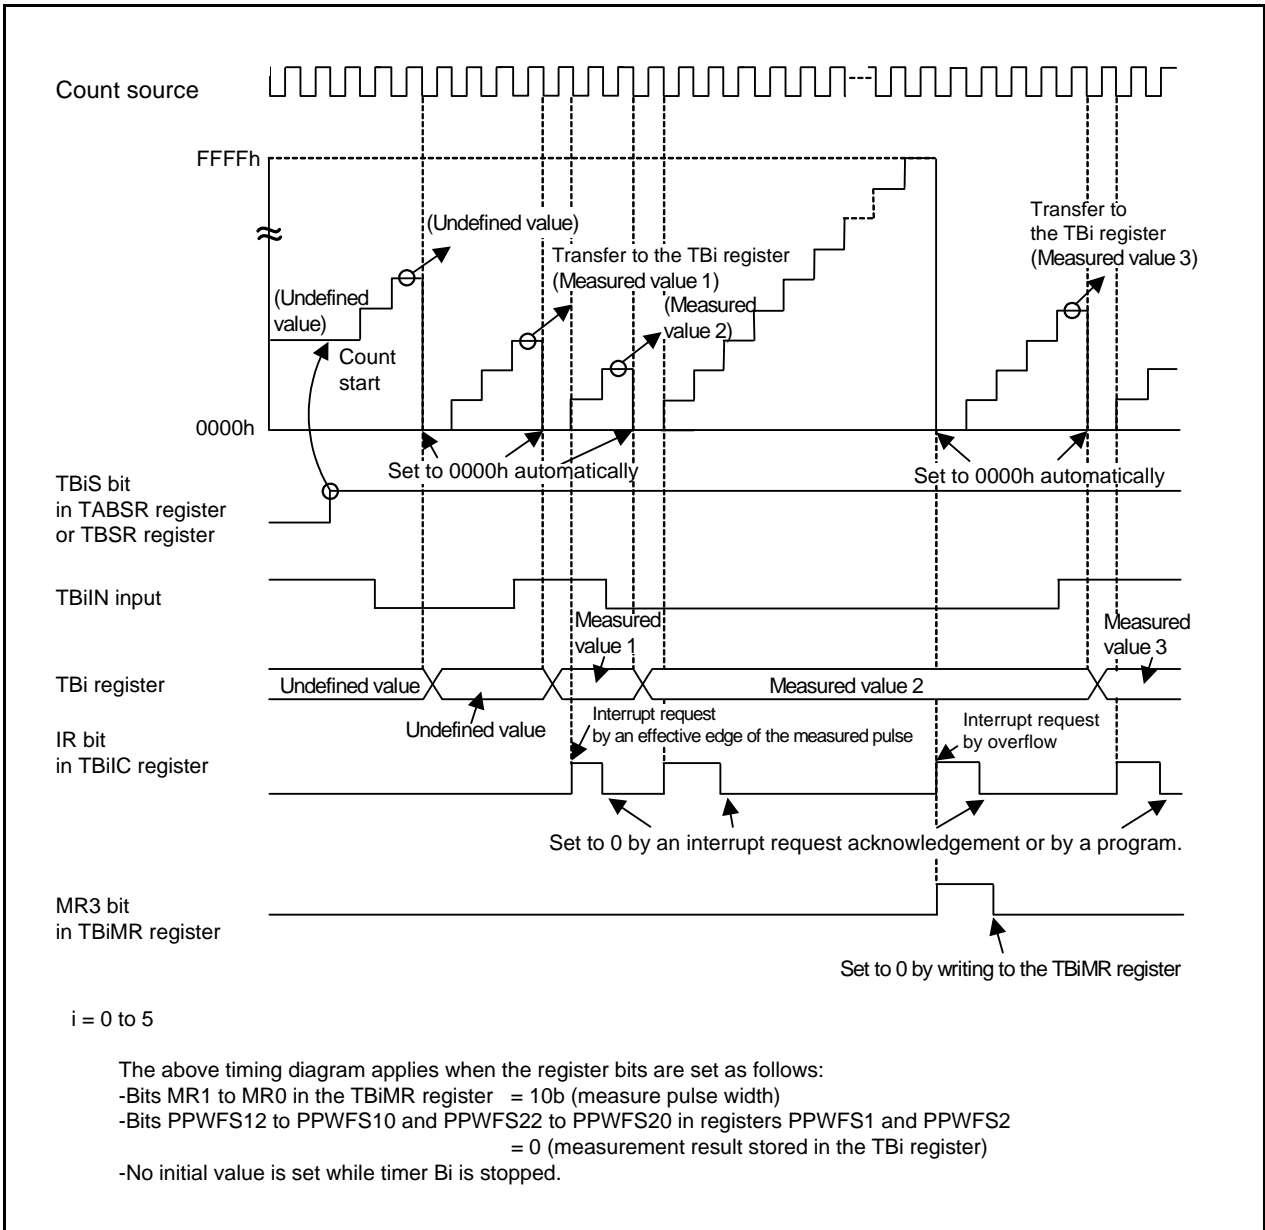 Count source
FFFFh
(Undefined value)
Transfer to the TBi register
(Measured value 1)
Transfer to
the TBi register
(Measured value 3)
(Undefined
value)
(Measured
value 2)
Count
start
0000h
Set to 0000h automatically
Set to 0000h automatically
TBiS bit
in TABSR register
or TBSR register
TBiIN input
Measured
value 1
Measured
value 3
TBi register
Undefined value
Measured value 2
Undefined value
Interrupt request
by an effective edge of the measured pulse
Interrupt request
by overflow
IR bit
in TBiIC register
Set to 0 by an interrupt request acknowledgement or by a program.
MR3 bit
in TBiMR register
Set to 0 by writing to the TBiMR register
i = 0 to 5
The above timing diagram applies when the register bits are set as follows:
-Bits MR1 to MR0 in the TBiMR register = 10b (measure pulse width)
-Bits PPWFS12 to PPWFS10 and PPWFS22 to PPWFS20 in registers PPWFS1 and PPWFS2
= 0 (measurement result stored in the TBi register)
-No initial value is set while timer Bi is stopped.